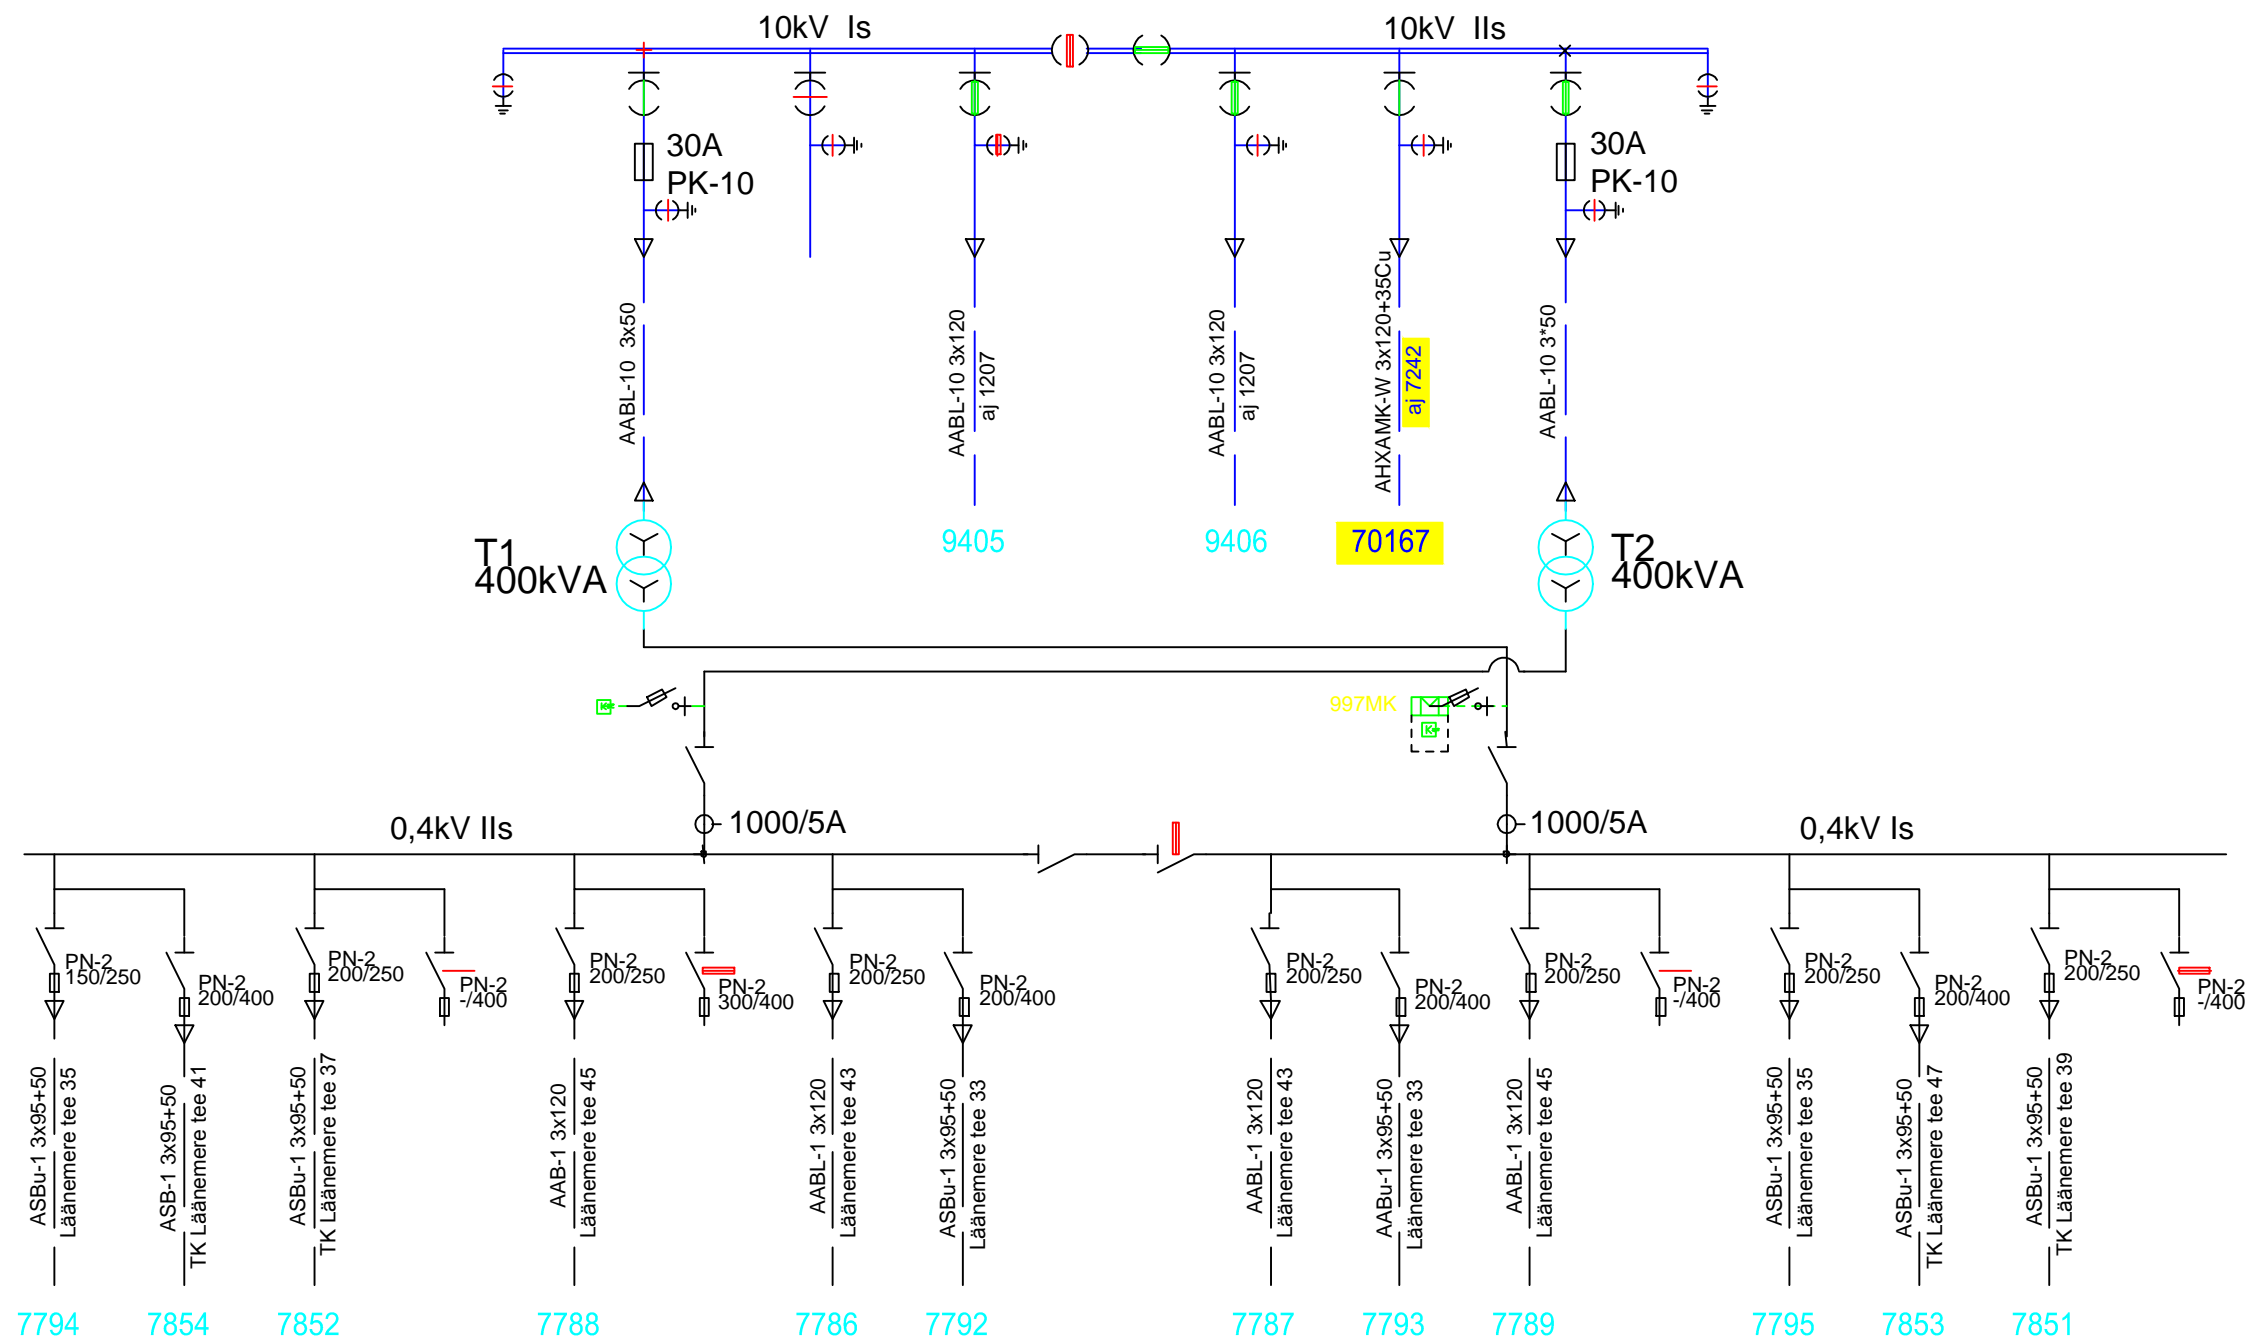 10kV  Is
10kV  IIs
30A
PK-10
30A
PK-10
AABL-10  3x50
AABL-10 3x120
aj 1207
AABL-10 3x120
aj 1207
AHXAMK-W 3x120+35Cu
aj 7242
AABL-10 3*50
9405
9406
70167
T1
400kVA
T2
400kVA
997MK
1000/5A
1000/5A
0,4kV IIs
0,4kV Is
PN-2
150/250
PN-2
200/400
PN-2
200/250
PN-2
-/400
PN-2
200/250
PN-2
300/400
PN-2
200/250
PN-2
200/400
PN-2
200/250
PN-2
200/400
PN-2
200/250
PN-2
-/400
PN-2
200/250
PN-2
200/400
PN-2
200/250
PN-2
-/400
ASBu-1 3x95+50
Läänemere tee 35
ASB-1 3x95+50
TK Läänemere tee 41
ASBu-1 3x95+50
TK Läänemere tee 37
AAB-1 3x120
Läänemere tee 45
AABL-1 3x120
Läänemere tee 43
ASBu-1 3x95+50
Läänemere tee 33
AABL-1 3x120
Läänemere tee 43
AABu-1 3x95+50
Läänemere tee 33
AABL-1 3x120
Läänemere tee 45
ASBu-1 3x95+50
Läänemere tee 35
ASBu-1 3x95+50
TK Läänemere tee 47
ASBu-1 3x95+50
TK Läänemere tee 39
7794
7854
7852
7788
7786
7792
7787
7793
7789
7795
7853
7851